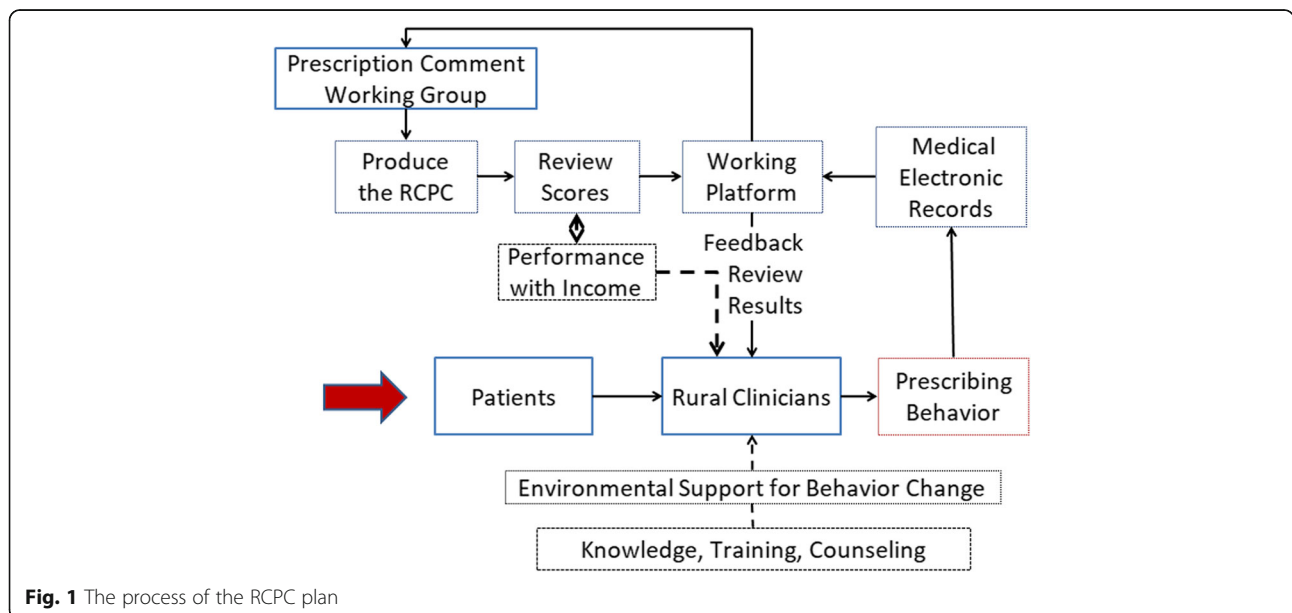 Prescription Comment
Working Group
Produce
the RCPC
Review
Scores
Working
Platform
Medical
Electronic
Records
Performance
with Income
Feedback
Review
Results
Patients
Rural Clinicians
Prescribing
Behavior
Environmental Support for Behavior Change
Knowledge, Training, Counseling
Fig. 1 The process of the RCPC plan